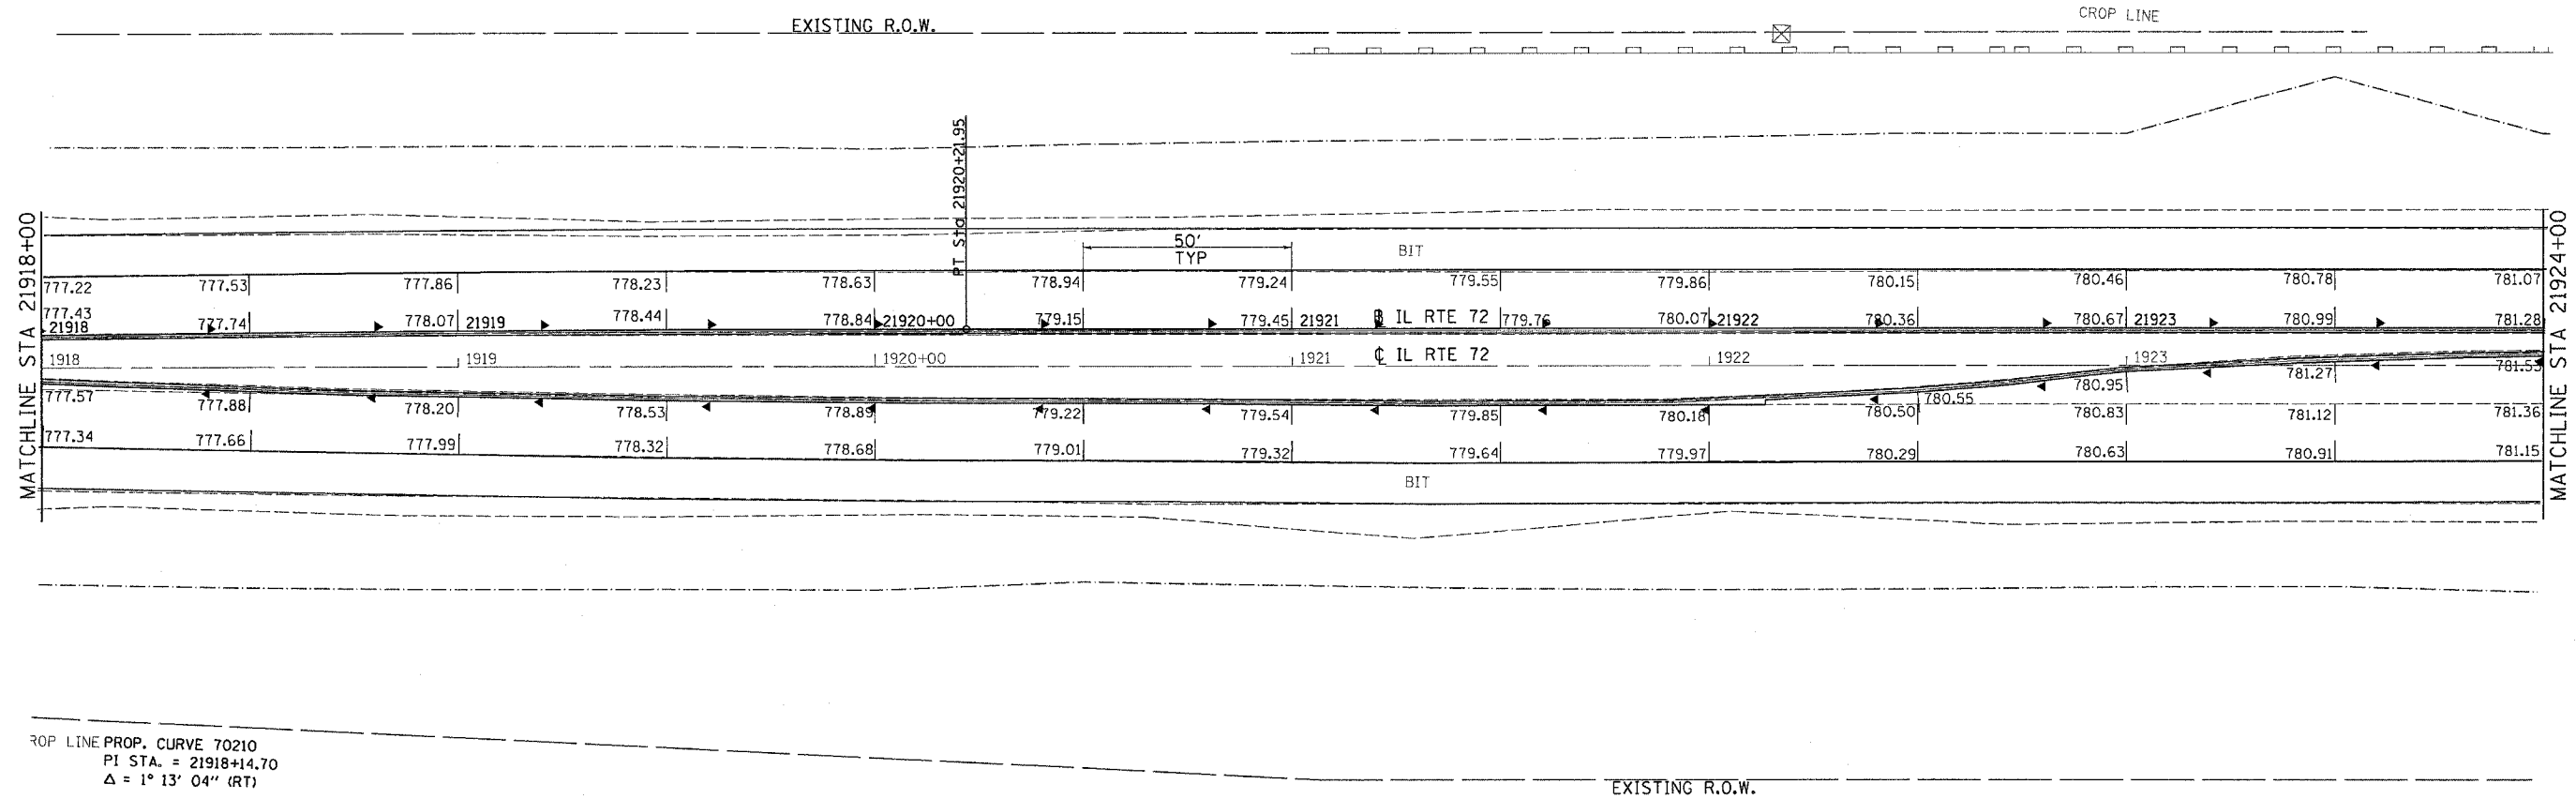 CROP LINE
EXISTING R.O.W.
PT Sta 21920+21.95
MATCHLINE STA 21918+00
MATCHLINE STA 21924+00
50'
TYP
BIT
777.22 777.53 777.86 778.23 778.63 778.94 779.24 779.55 779.86 780.15 780.46 780.78 781.07
777.43 777.74 778.07 778.44 778.84 779.15 779.45 779.76 780.07 780.36 780.67 780.99 781.28
21918 21919 21920+00 21921 IL RTE 72 21922 21923
1918 1919 1920+00 1921 ℄ IL RTE 72 1922 1923
780.95 781.27 781.53
777.57 777.88 778.20 778.53 778.89 779.22 779.54 779.85 780.18 780.50 780.55 780.83 781.12 781.36
777.34 777.66 777.99 778.32 778.68 779.01 779.32 779.64 779.97 780.29 780.63 780.91 781.15
BIT
ROP LINE PROP. CURVE 70210
PI STA. = 21918+14.70
Δ = 1° 13' 04" (RT)
EXISTING R.O.W.